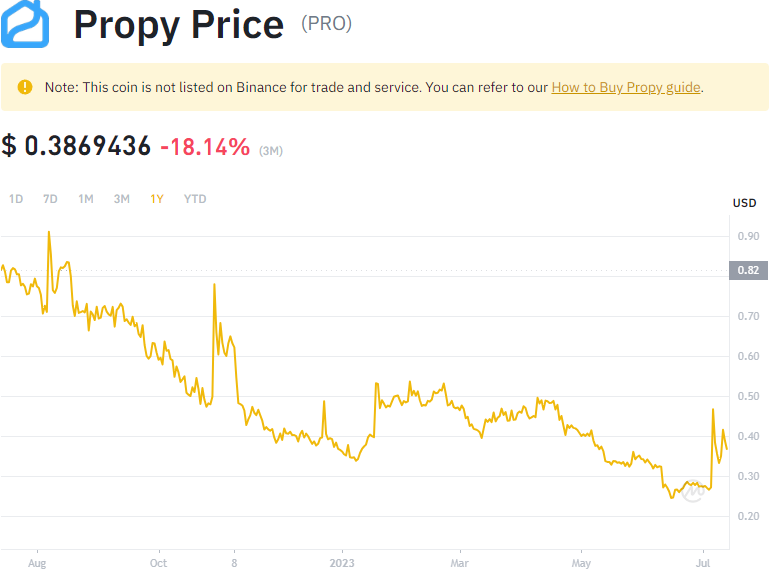 Propy Price (PRO)
Note: This coin is not listed on Binance for trade and service. You can refer to our How to Buy Propy guide.
$ 0.3869436 -18.14% (3M)
1D 7D 1M 3M 1Y YTD
USD
0.90
0.82
0.70
0.60
0.50
0.40
0.30
0.20
Aug Oct 8 2023 Mar May Jul